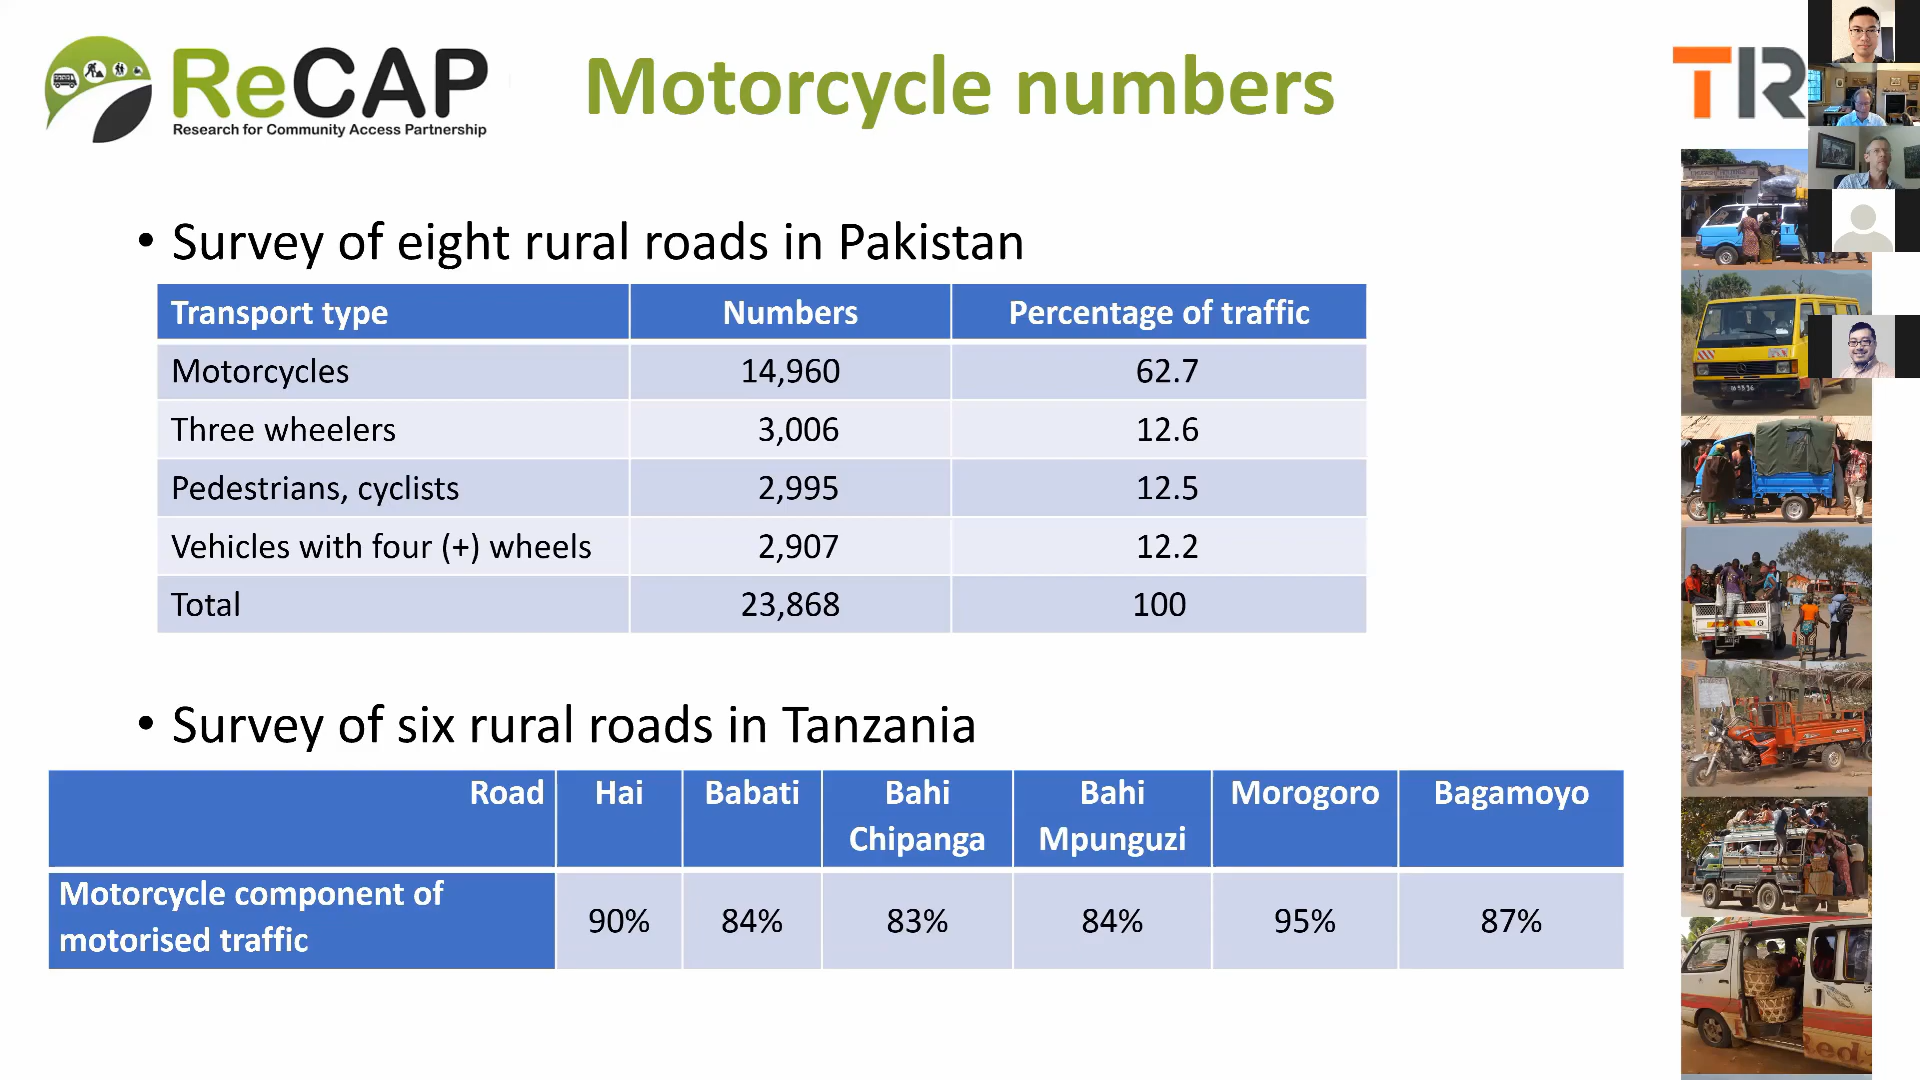 ReCAP
Research for Community Access Partnership
Motorcycle numbers
• Survey of eight rural roads in Pakistan
Transport type Numbers Percentage of traffic
Motorcycles 14,960 62.7
Three wheelers 3,006 12.6
Pedestrians, cyclists 2,995 12.5
Vehicles with four (+) wheels 2,907 12.2
Total 23,868 100
• Survey of six rural roads in Tanzania
Road Hai Babati Bahi Chipanga Bahi Mpunguzi Morogoro Bagamoyo
Motorcycle component of
motorised traffic 90% 84% 83% 84% 95% 87%